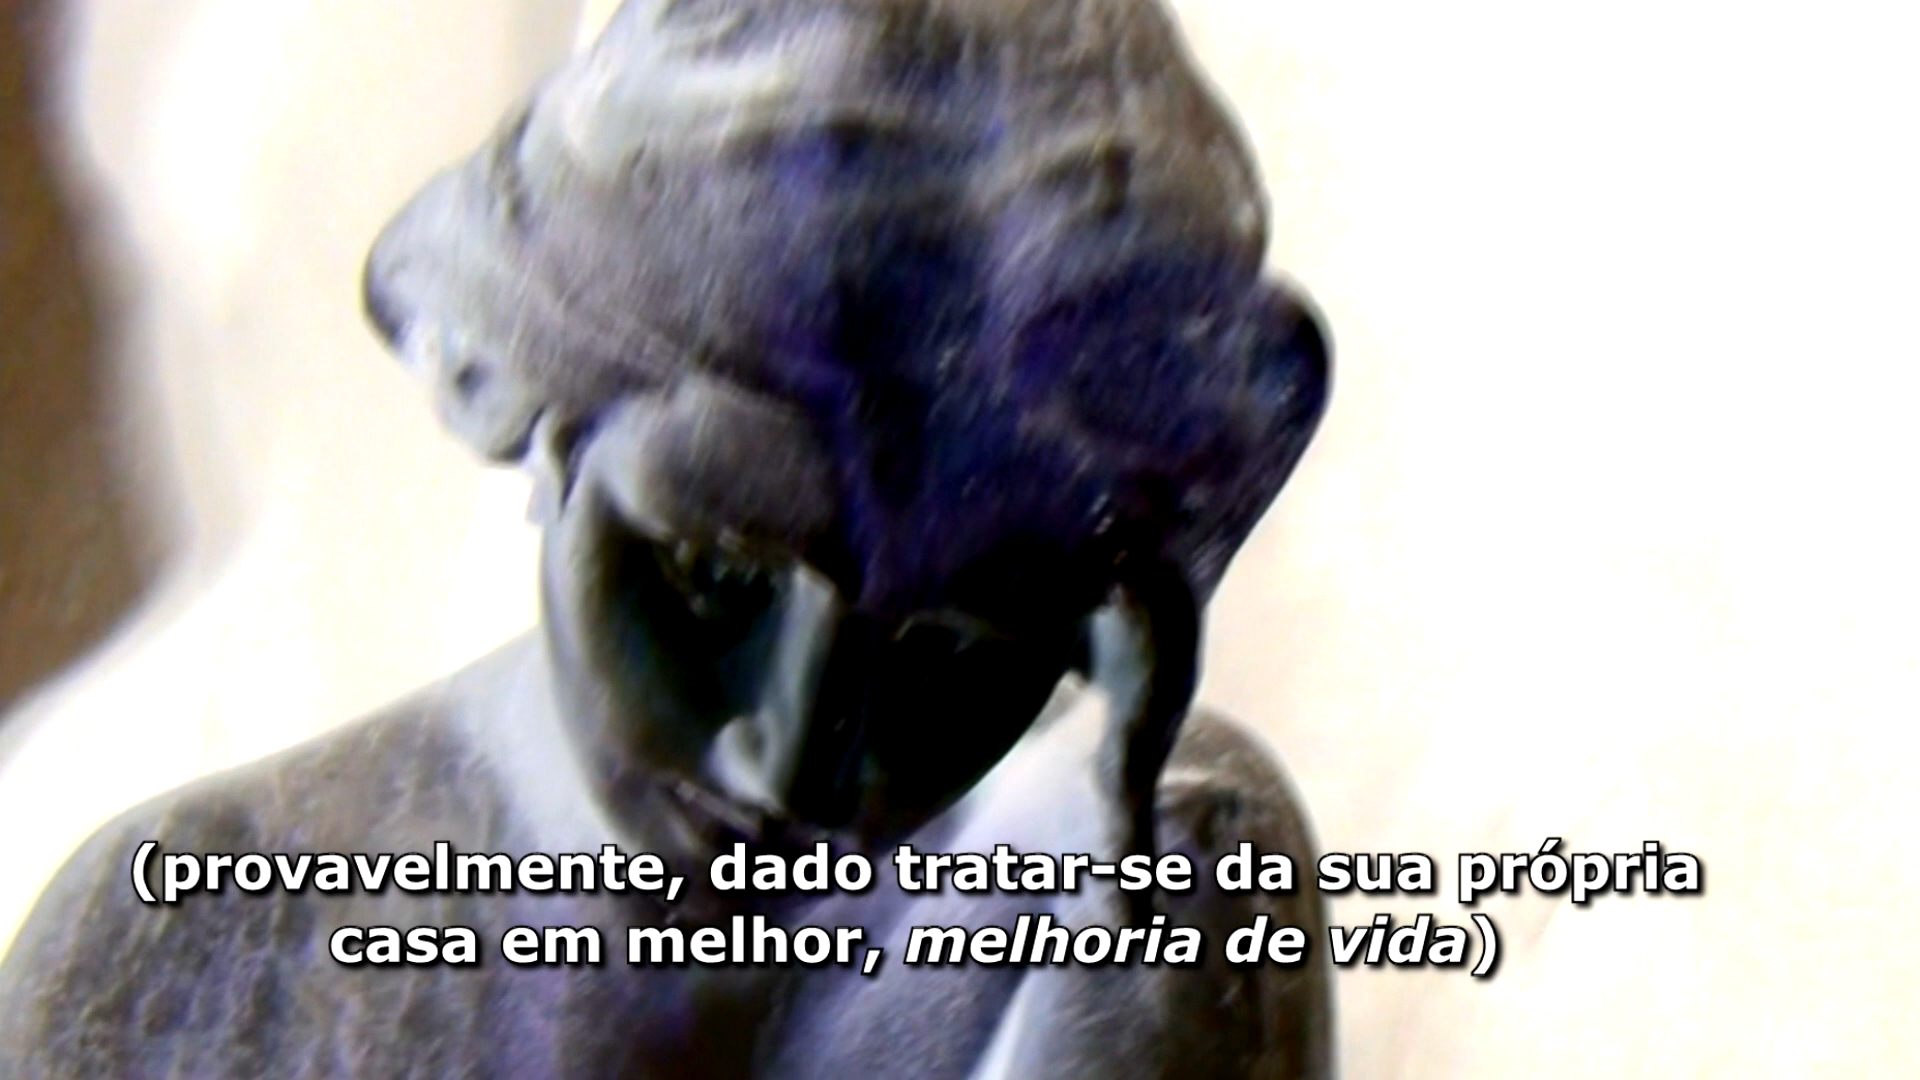 (provavelmente, dado tratar-se da sua própria
casa em melhor, melhoria de vida)